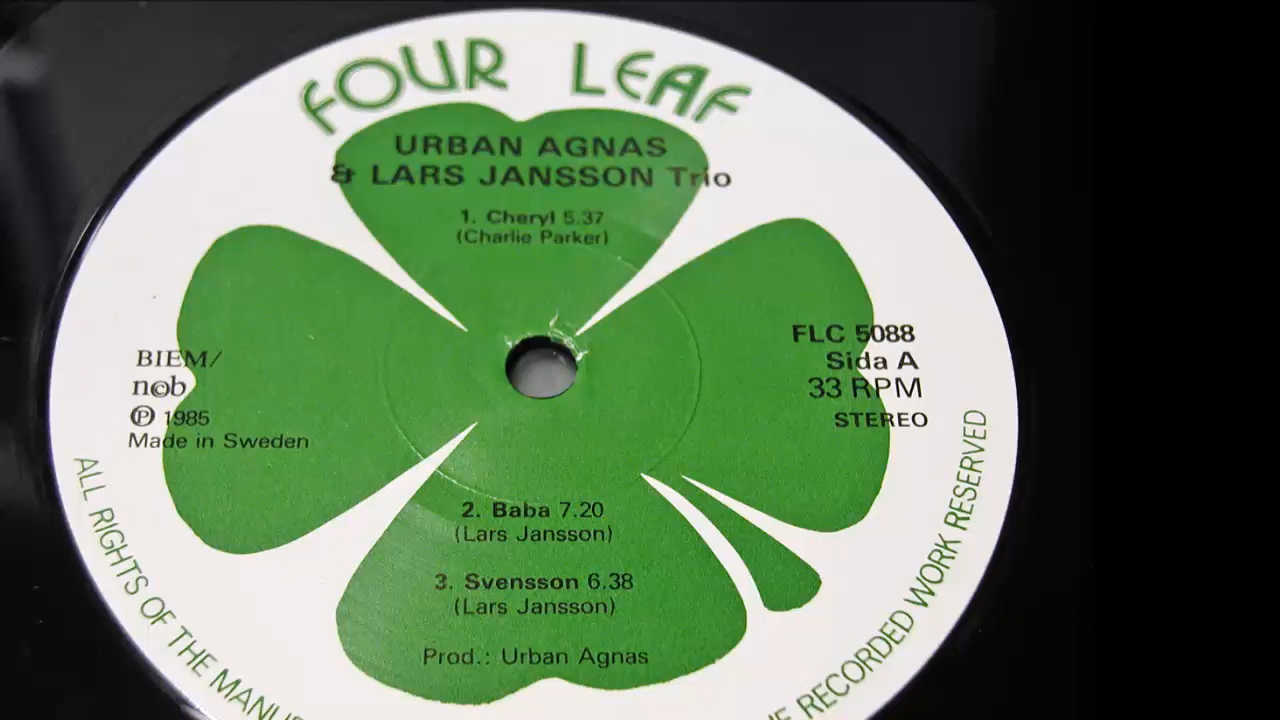 FOUR LEAF
URBAN AGNAS
& LARS JANSSON Trio
1. Cheryl 5.37
(Charlie Parker)
BIEM/
n©b
℗ 1985
Made in Sweden
FLC 5088
Sida A
33 RPM
STEREO
2. Baba 7.20
(Lars Jansson)
3. Svensson 6.38
(Lars Jansson)
Prod.: Urban Agnas
ALL RIGHTS OF THE
RECORDED WORK RESERVED